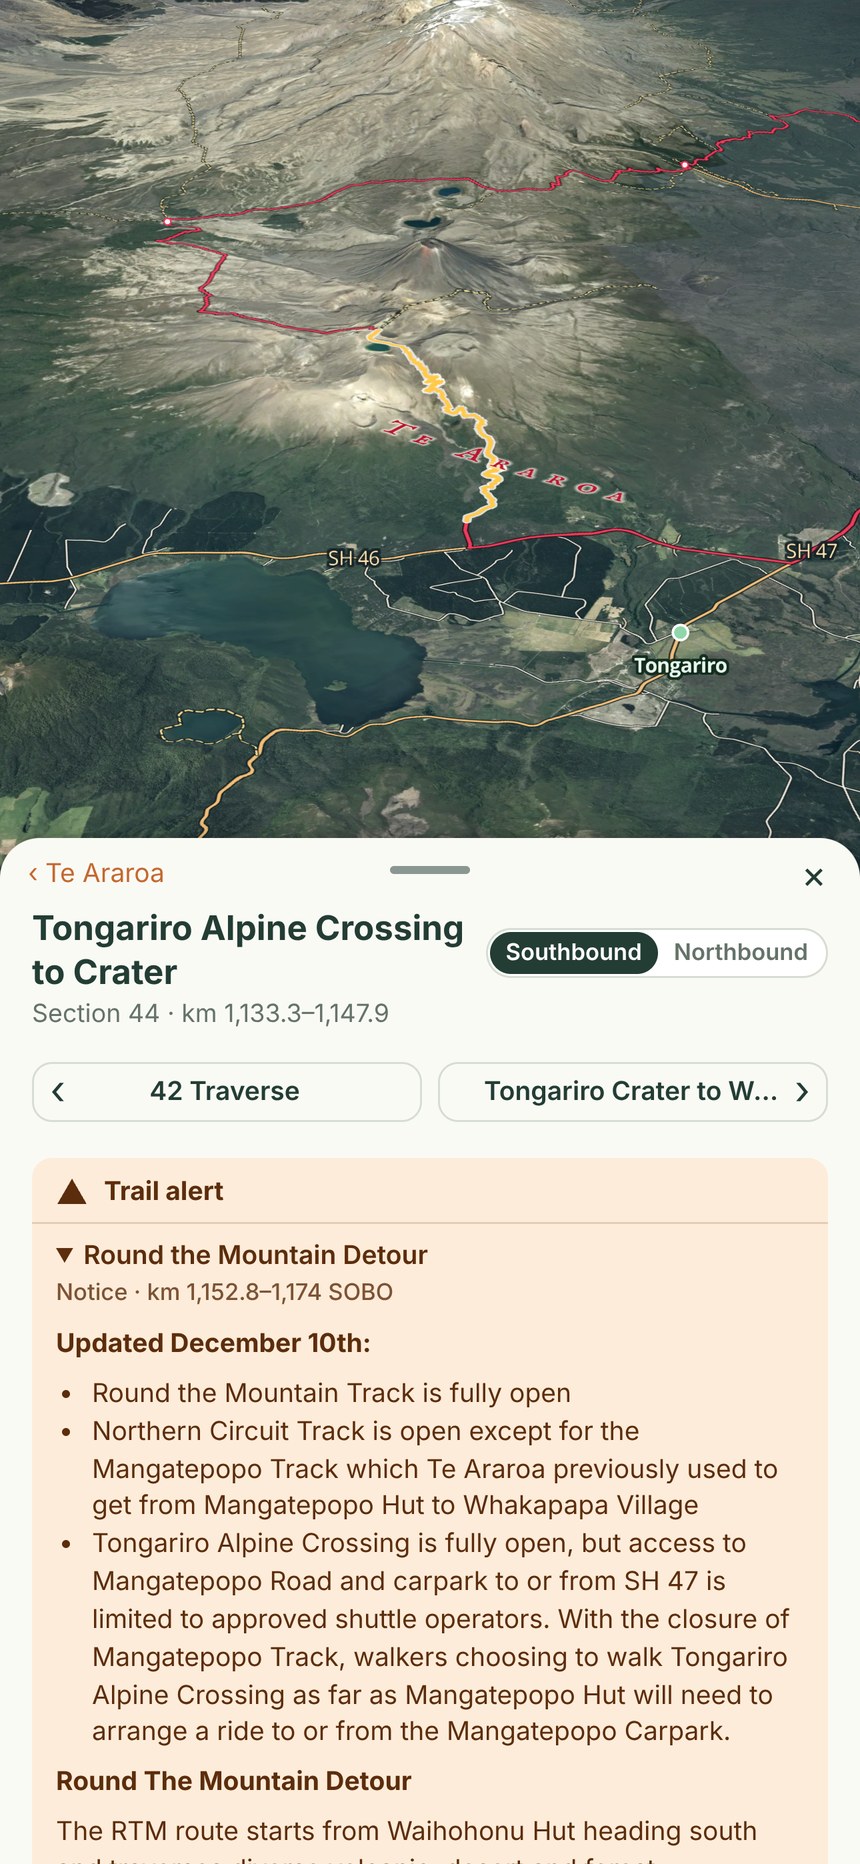 TE ARAROA
SH 46
SH 47
Tongariro
‹ Te Araroa
Tongariro Alpine Crossing
to Crater
Southbound
Northbound
Section 44 · km 1,133.3–1,147.9
42 Traverse
Tongariro Crater to W...
Trail alert
Round the Mountain Detour
Notice · km 1,152.8–1,174 SOBO
Updated December 10th:
• Round the Mountain Track is fully open
• Northern Circuit Track is open except for the
Mangatepopo Track which Te Araroa previously used to
get from Mangatepopo Hut to Whakapapa Village
• Tongariro Alpine Crossing is fully open, but access to
Mangatepopo Road and carpark to or from SH 47 is
limited to approved shuttle operators. With the closure of
Mangatepopo Track, walkers choosing to walk Tongariro
Alpine Crossing as far as Mangatepopo Hut will need to
arrange a ride to or from the Mangatepopo Carpark.
Round The Mountain Detour
The RTM route starts from Waihohonu Hut heading south